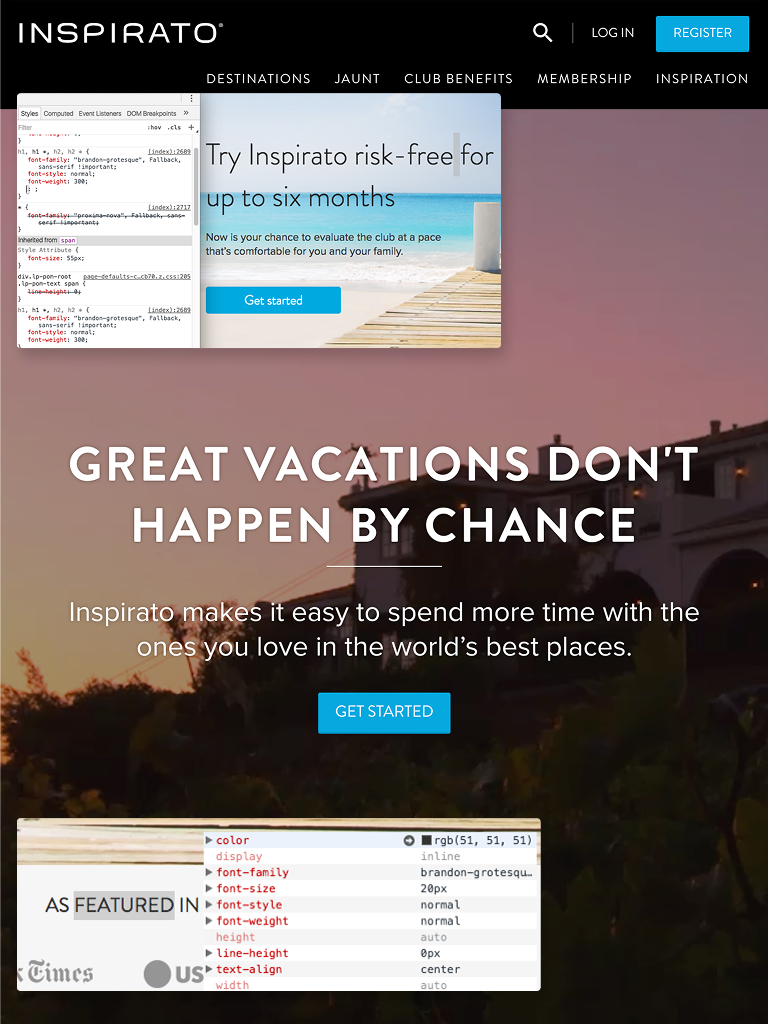 INSPIRATO®
LOG IN
REGISTER
DESTINATIONS JAUNT CLUB BENEFITS MEMBERSHIP INSPIRATION
Styles Computed Event Listeners DOM Breakpoints »
Filter :hov .cls +
}
h1, h1 *, h2, h2 * { (index):2689
font-family: "brandon-grotesque", Fallback,
sans-serif !important;
font-style: normal;
font-weight: 300;
: ;
}
* { (index):2717
font-family: "proxima-nova", Fallback, sans-
serif !important;
}
Inherited from span
Style Attribute {
font-size: 55px;
}
div.lp-pom-root page-defaults-c…cb70.z.css:205
.lp-pom-text span {
line-height: 0;
}
h1, h1 *, h2, h2 * { (index):2689
font-family: "brandon-grotesque", Fallback,
sans-serif !important;
font-style: normal;
font-weight: 300;
Try Inspirato risk-free for
up to six months
Now is your chance to evaluate the club at a pace
that's comfortable for you and your family.
Get started
GREAT VACATIONS DON'T
HAPPEN BY CHANCE
Inspirato makes it easy to spend more time with the
ones you love in the world’s best places.
GET STARTED
AS FEATURED IN
k Times
US
color rgb(51, 51, 51)
display inline
font-family brandon-grotesqu…
font-size 20px
font-style normal
font-weight normal
height auto
line-height 0px
text-align center
width auto